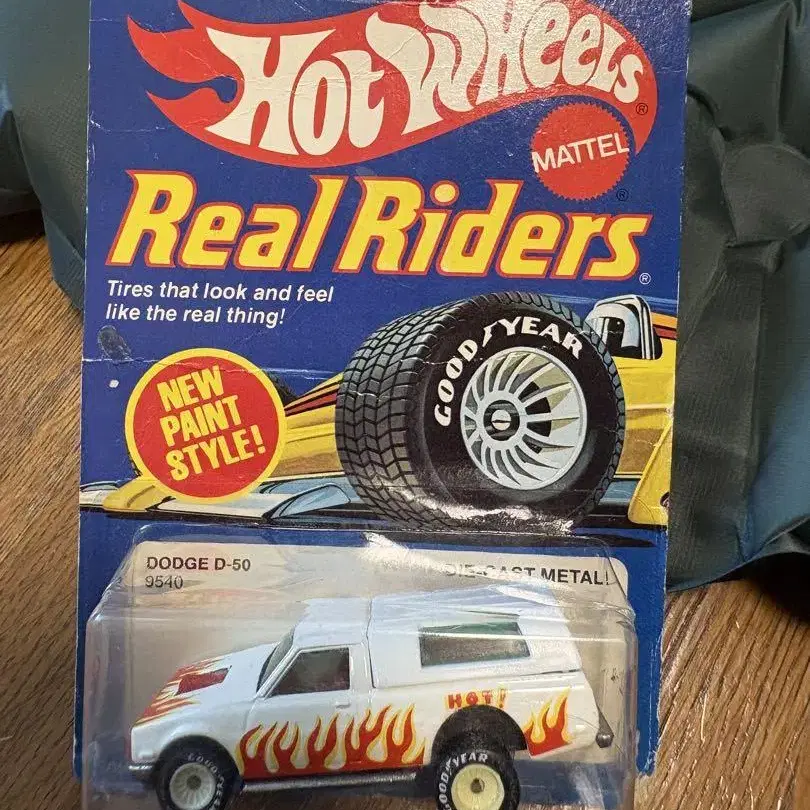 Hot Wheels®
MATTEL®
Real Riders®
Tires that look and feel
like the real thing!
GOODYEAR
NEW
PAINT
STYLE!
DODGE D-50
9540
DIE-CAST METAL!
HOT!
GOODYEAR
GOODYEAR